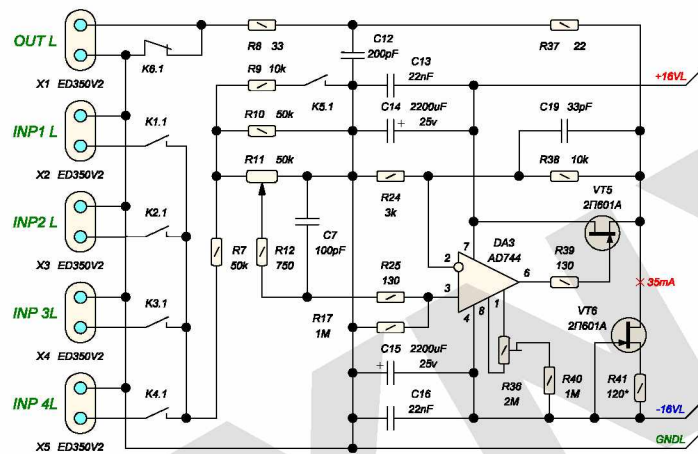 OUT L
K6.1
X1 ED350V2
INP1 L
K1.1
X2 ED350V2
INP2 L
K2.1
X3 ED350V2
INP 3L
K3.1
X4 ED350V2
INP 4L
K4.1
X5 ED350V2
R8 33
R9 10k
K5.1
R10 50k
R11 50k
R7
50k
R12
750
C7
100pF
R17
1M
C12
200pF
C13
22nF
C14 2200uF
25v
R24
3k
R25
130
C15 2200uF
25v
C16
22nF
R37 22
+16VL
C19 33pF
R38 10k
VT5
2П601А
DA3
AD744
7
2
3
6
4
8
1
R39
130
35mA
VT6
2П601А
R36
2M
R40
1M
R41
120*
-16VL
GNDL